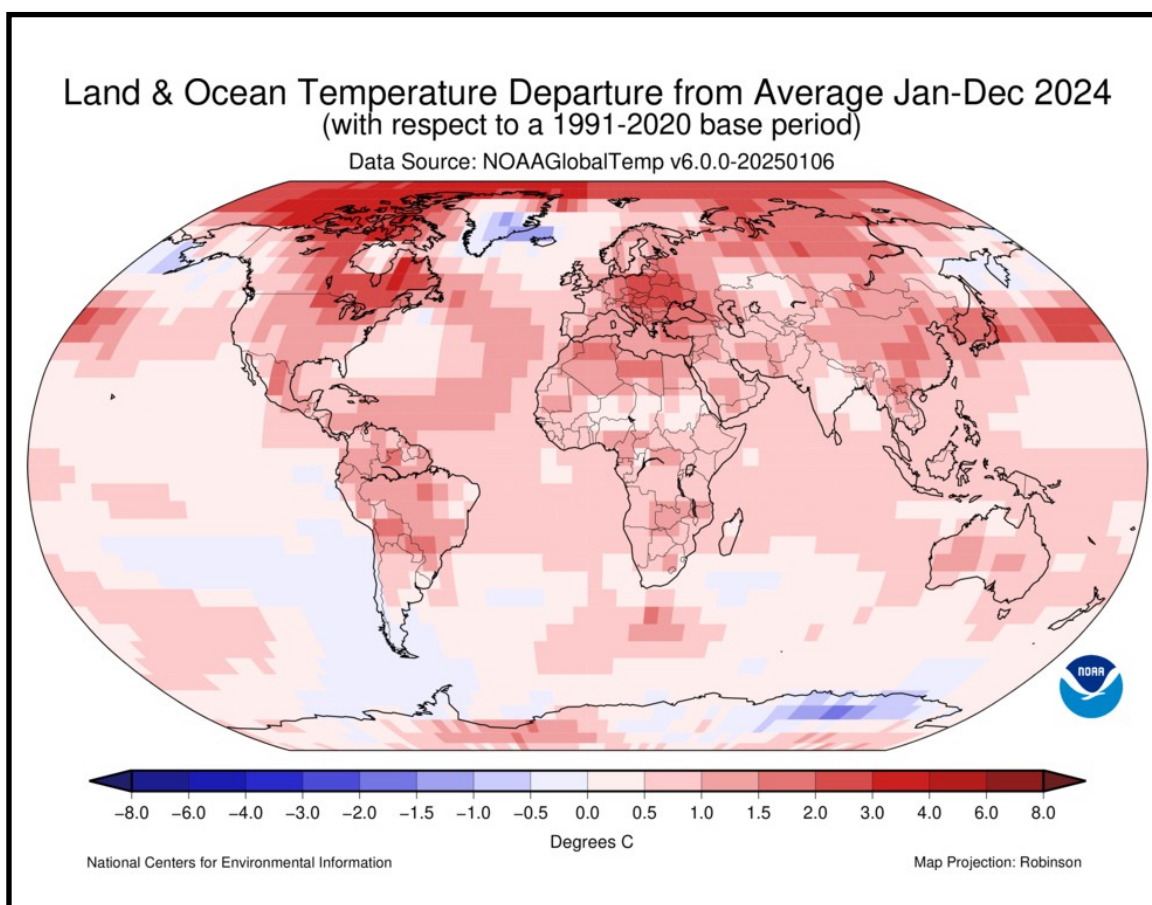 Land & Ocean Temperature Departure from Average Jan-Dec 2024
(with respect to a 1991-2020 base period)
Data Source: NOAAGlobalTemp v6.0.0-20250106
NOAA
−8.0 −6.0 −4.0 −3.0 −2.0 −1.5 −1.0 −0.5 0.0 0.5 1.0 1.5 2.0 3.0 4.0 6.0 8.0
Degrees C
National Centers for Environmental Information Map Projection: Robinson